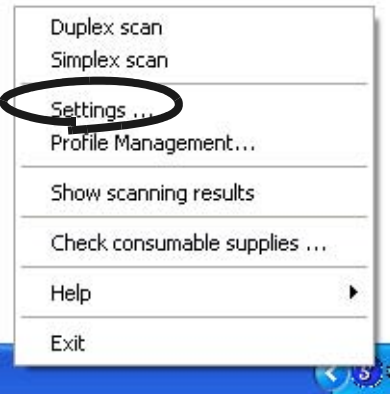 Duplex scan
Simplex scan
Settings ...
Profile Management...
Show scanning results
Check consumable supplies ...
Help
Exit
S